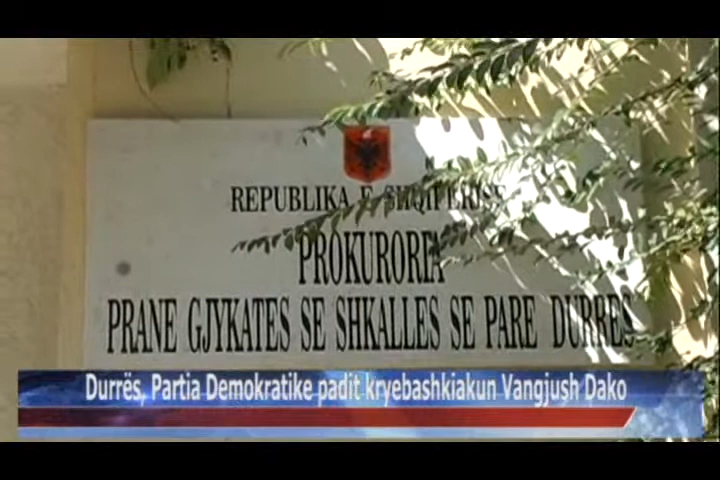 REPUBLIKA E SHQIPERISE
PROKURORIA
PRANE GJYKATES SE SHKALLES SE PARE DURRES
Durrës, Partia Demokratike padit kryebashkiakun Vangjush Dako